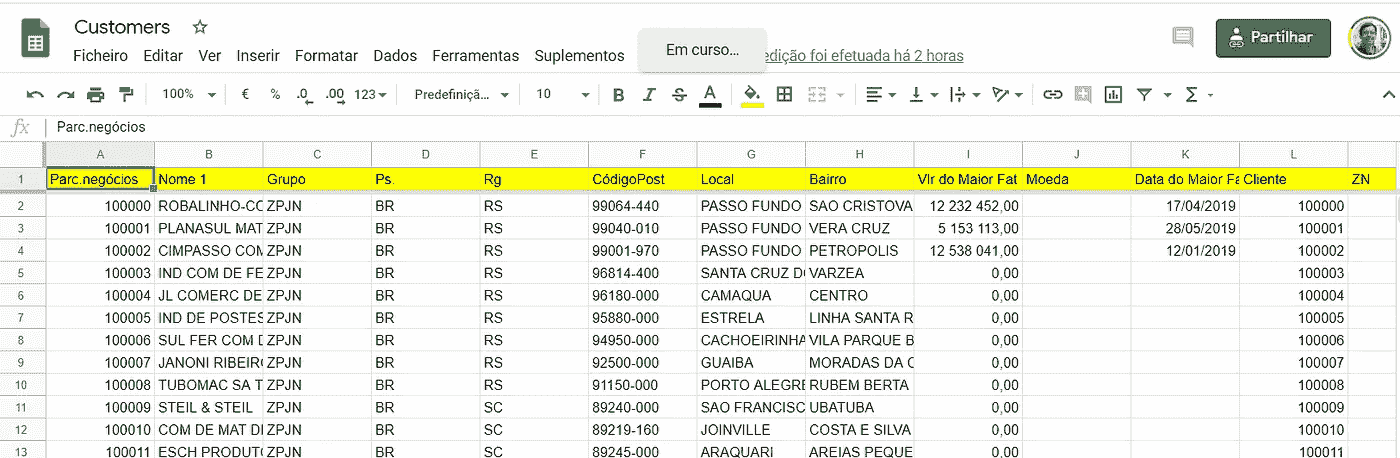 Customers
Ficheiro Editar Ver Inserir Formatar Dados Ferramentas Suplementos Em curso... edição foi efetuada há 2 horas Partilhar
100% € % .0 .00 123 Predefiniçã... 10 B I S A Σ
fx Parc.negócios
A B C D E F G H I J K L
1 Parc.negócios Nome 1 Grupo Ps. Rg CódigoPost Local Bairro Vlr do Maior Fat Moeda Data do Maior Fa Cliente ZN
2 100000 ROBALINHO-CO ZPJN BR RS 99064-440 PASSO FUNDO SAO CRISTOVA 12 232 452,00 17/04/2019 100000
3 100001 PLANASUL MAT ZPJN BR RS 99040-010 PASSO FUNDO VERA CRUZ 5 153 113,00 28/05/2019 100001
4 100002 CIMPASSO COM ZPJN BR RS 99001-970 PASSO FUNDO PETROPOLIS 12 538 041,00 12/01/2019 100002
5 100003 IND COM DE FE ZPJN BR RS 96814-400 SANTA CRUZ DO VARZEA 0,00 100003
6 100004 JL COMERC DE ZPJN BR RS 96180-000 CAMAQUA CENTRO 0,00 100004
7 100005 IND DE POSTES ZPJN BR RS 95880-000 ESTRELA LINHA SANTA R 0,00 100005
8 100006 SUL FER COM D ZPJN BR RS 94950-000 CACHOEIRINHA VILA PARQUE B 0,00 100006
9 100007 JANONI RIBEIR ZPJN BR RS 92500-000 GUAIBA MORADAS DA C 0,00 100007
10 100008 TUBOMAC SA T ZPJN BR RS 91150-000 PORTO ALEGRE RUBEM BERTA 0,00 100008
11 100009 STEIL & STEIL ZPJN BR SC 89240-000 SAO FRANCISC UBATUBA 0,00 100009
12 100010 COM DE MAT DI ZPJN BR SC 89219-160 JOINVILLE COSTA E SILVA 0,00 100010
13 100011 ESCH PRODUT ZPJN BR SC 89245-000 ARAQUARI AREIAS PEQUE 0,00 100011